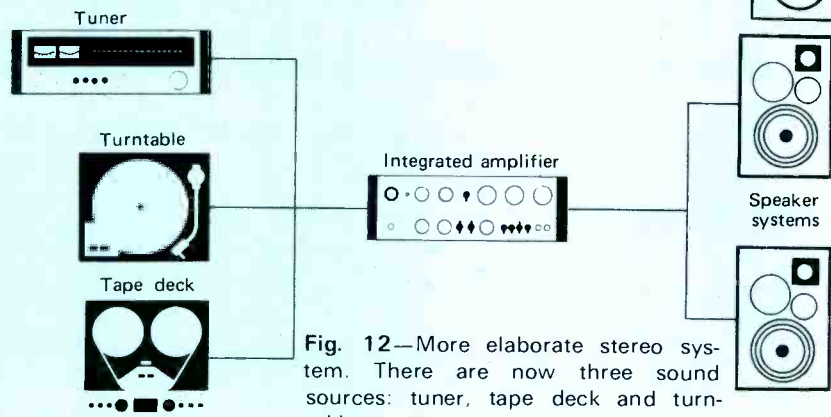 Tuner
Turntable
Integrated amplifier
Speaker
systems
Tape deck
Fig. 12—More elaborate stereo sys-
tem. There are now three sound
sources: tuner, tape deck and turn-